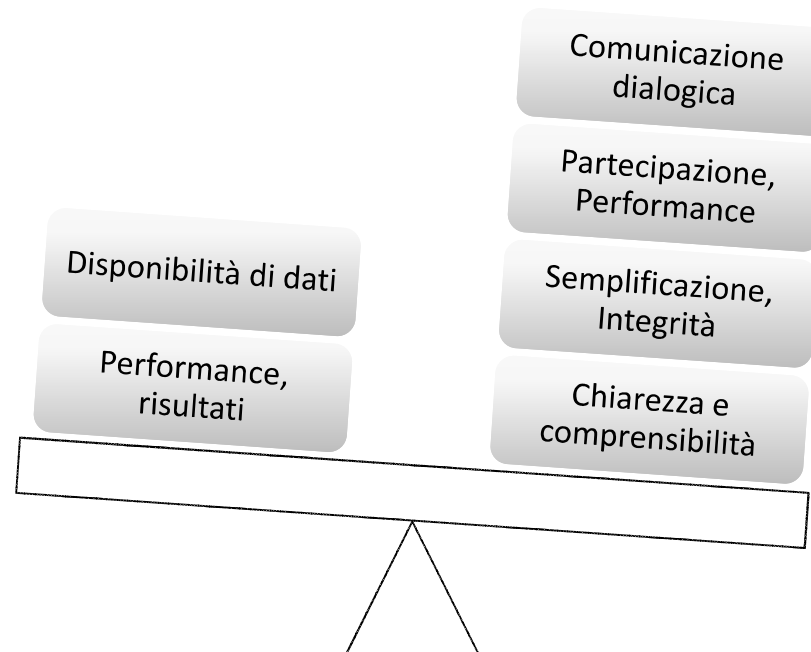 Disponibilità di dati
Performance,
risultati
Comunicazione
dialogica
Partecipazione,
Performance
Semplificazione,
Integrità
Chiarezza e
comprensibilità